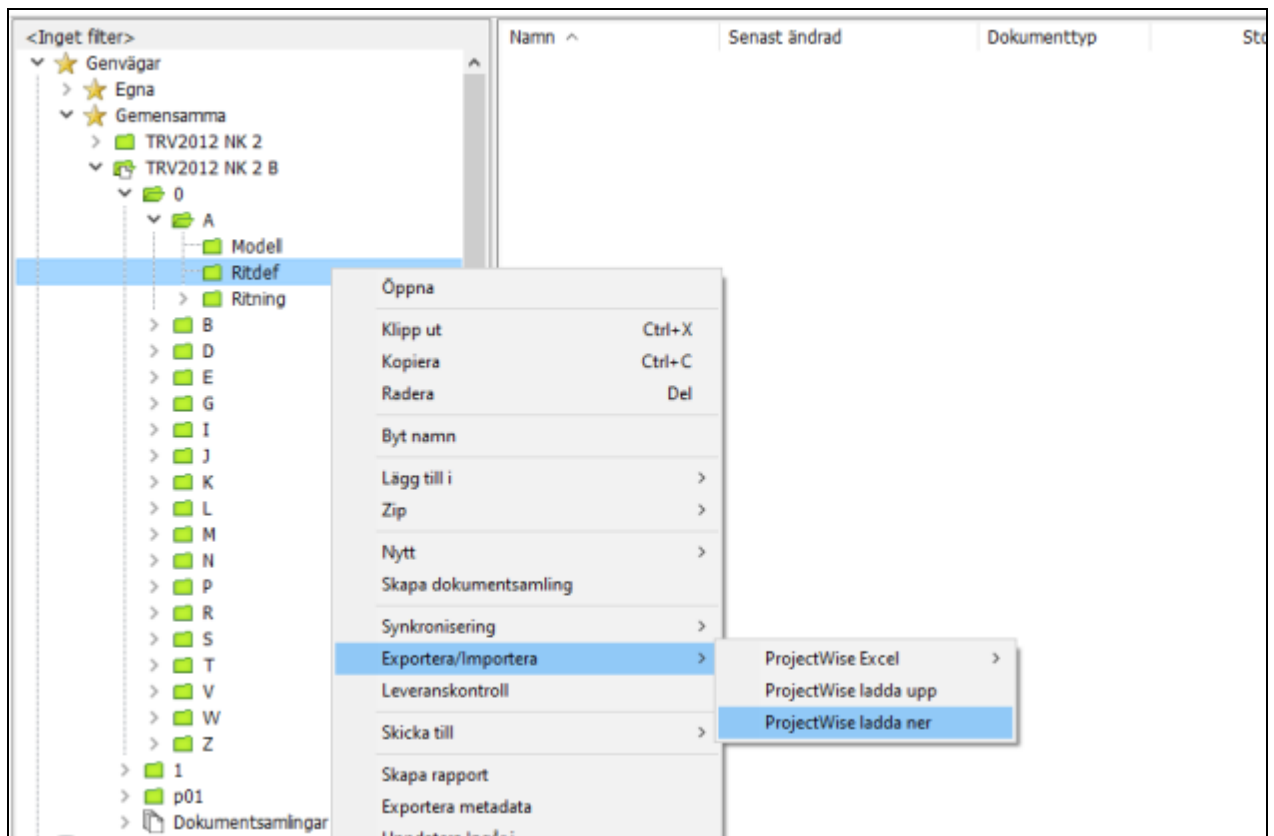 <Inget filter>
Genvägar
Egna
Gemensamma
TRV2012 NK 2
TRV2012 NK 2 B
0
A
Modell
Ritdef
Ritning
B
D
E
G
I
J
K
L
M
N
P
R
S
T
V
W
Z
1
p01
Dokumentsamlingar
Namn Senast ändrad Dokumenttyp
Öppna
Klipp ut Ctrl+X
Kopiera Ctrl+C
Radera Del
Byt namn
Lägg till i
Zip
Nytt
Skapa dokumentsamling
Synkronisering
Exportera/Importera
Leveranskontroll
Skicka till
Skapa rapport
Exportera metadata
ProjectWise Excel
ProjectWise ladda upp
ProjectWise ladda ner